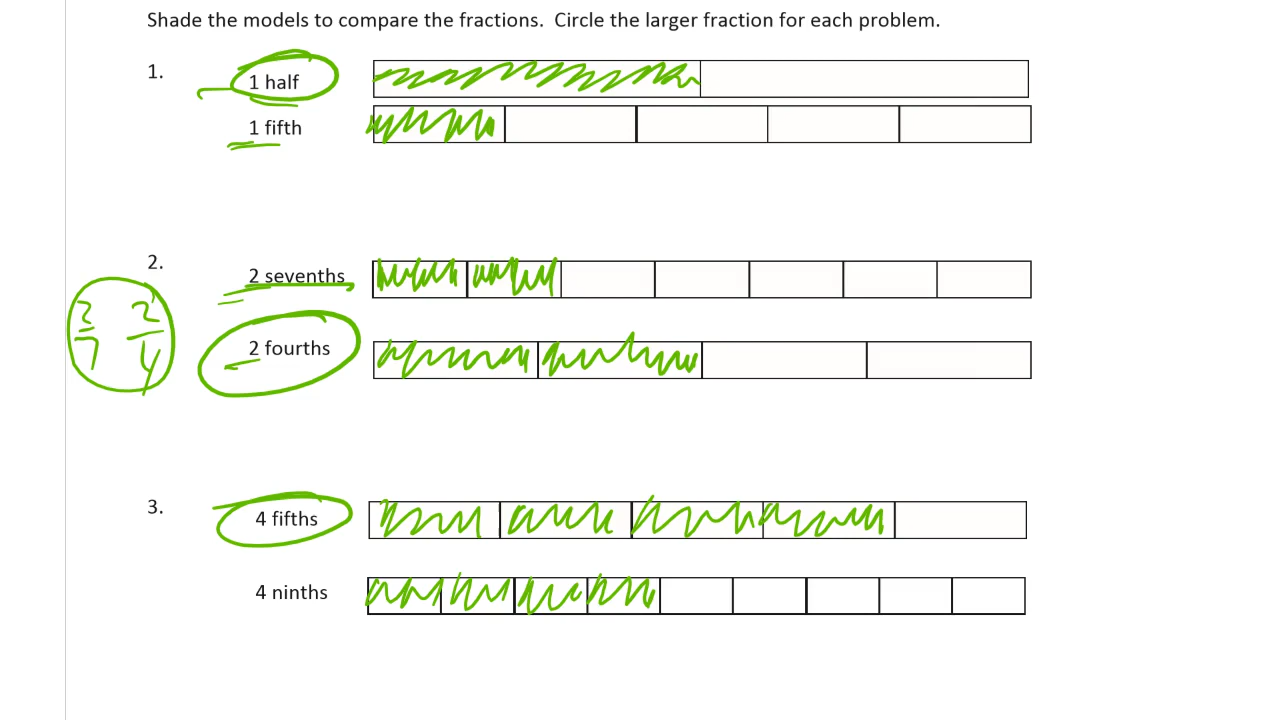 Shade the models to compare the fractions.  Circle the larger fraction for each problem.
1.
1 half
1 fifth
2.
2 sevenths
2/7 2/4
2 fourths
3.
4 fifths
4 ninths